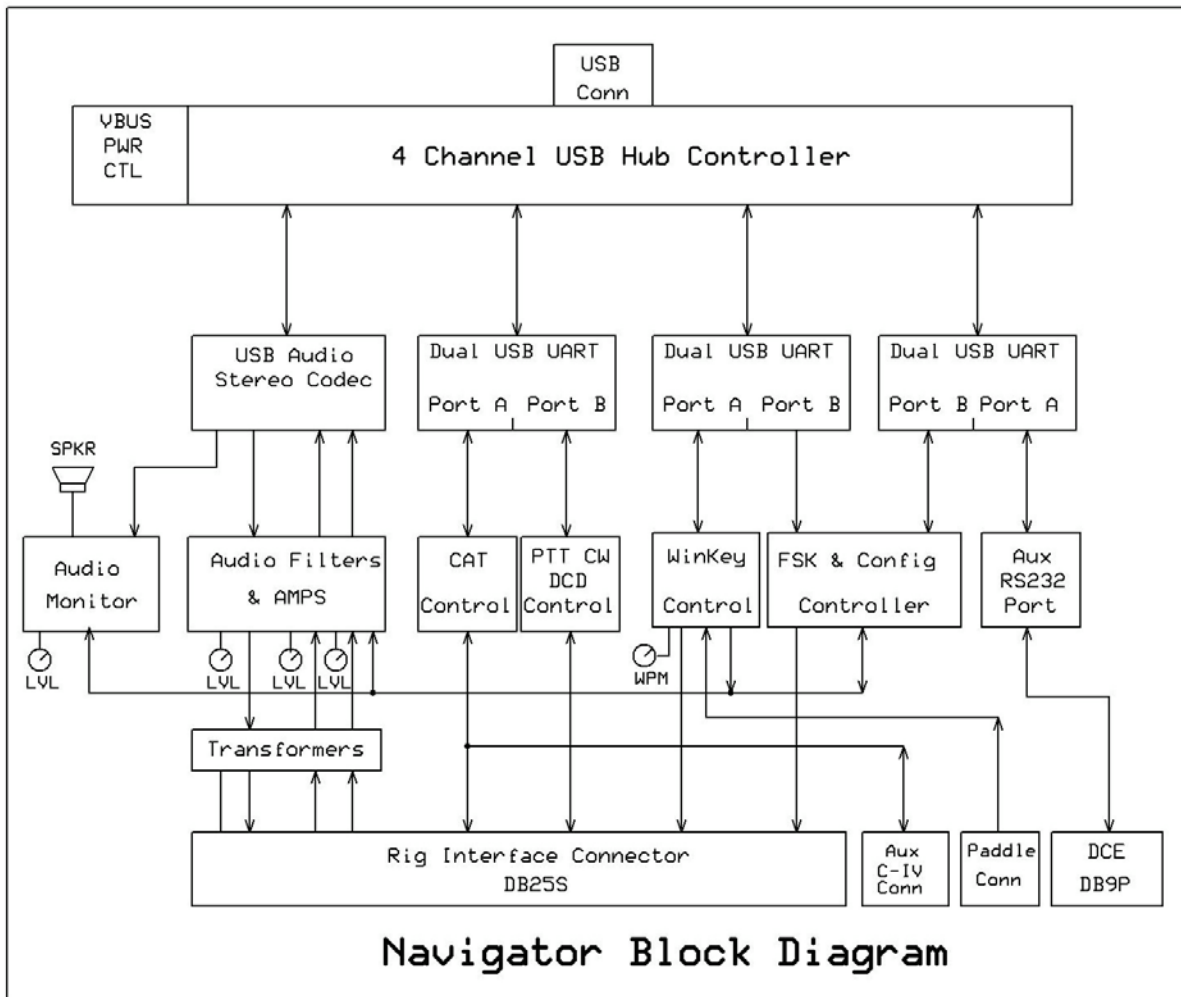 USB
Conn
VBUS
PWR
CTL
4 Channel USB Hub Controller
USB Audio
Stereo Codec
Dual USB UART
Port A Port B
Dual USB UART
Port A Port B
Dual USB UART
Port B Port A
SPKR
Audio
Monitor
Audio Filters
& AMPS
CAT
Control
PTT CW
DCD
Control
WinKey
Control
FSK & Config
Controller
Aux
RS232
Port
LVL
LVL
LVL
LVL
WPM
Transformers
Rig Interface Connector
DB25S
Aux
C-IV
Conn
Paddle
Conn
DCE
DB9P
Navigator Block Diagram